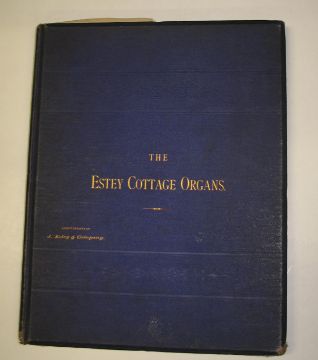 THE
ESTEY COTTAGE ORGANS.
J. Estey & Company.